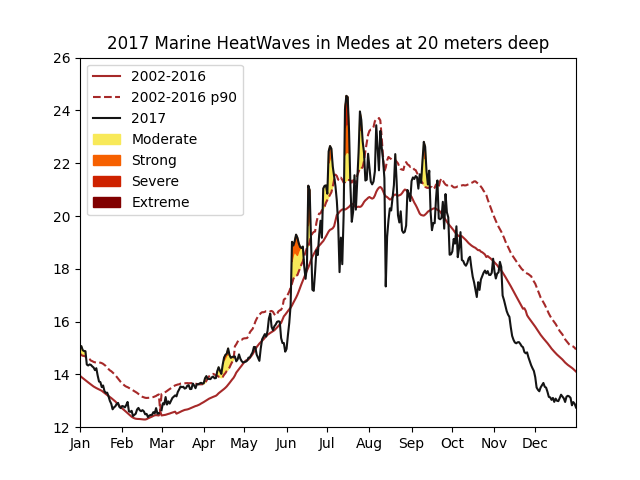 2017 Marine HeatWaves in Medes at 20 meters deep
26
24
22
20
18
16
14
12
2002-2016
2002-2016 p90
2017
Moderate
Strong
Severe
Extreme
Jan Feb Mar Apr May Jun Jul Aug Sep Oct Nov Dec